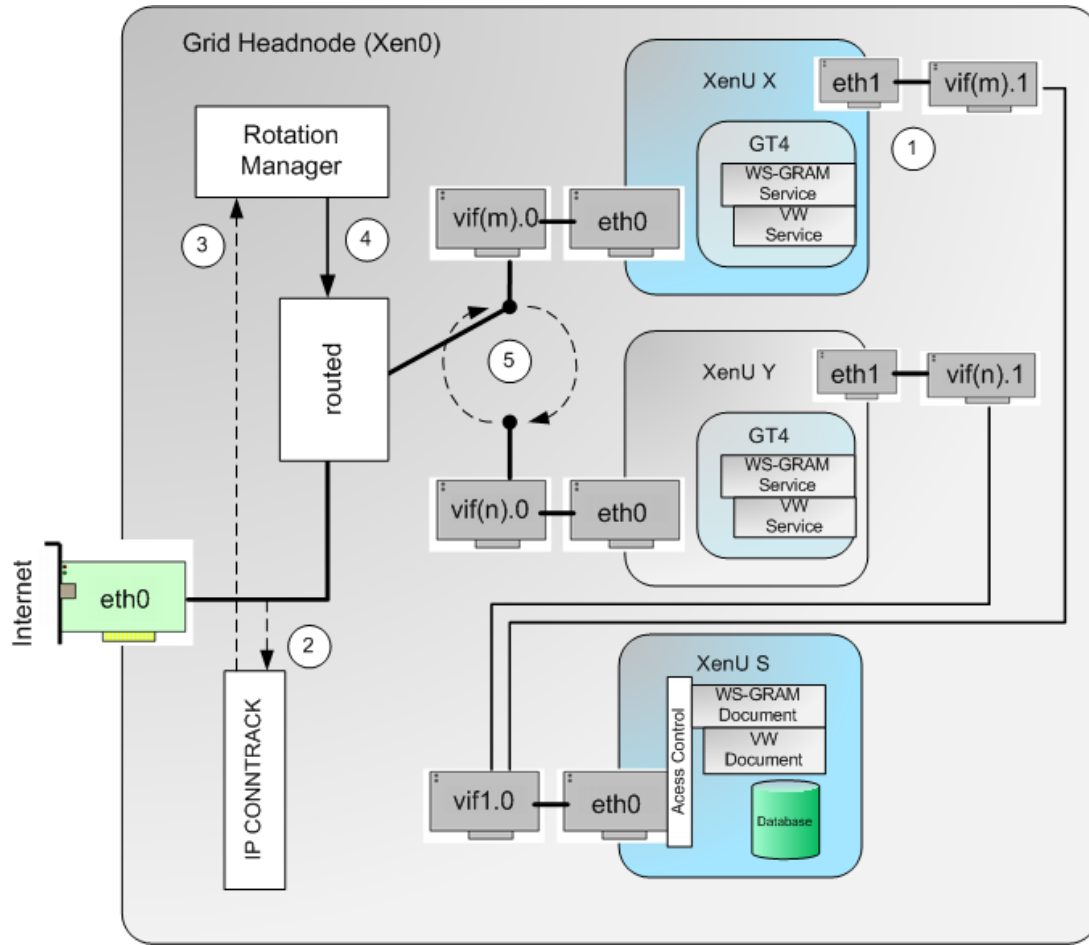 Grid Headnode (Xen0)
Rotation
Manager
3
4
routed
5
Internet
eth0
2
IP CONNTRACK
vif(m).0
eth0
XenU X
eth1
vif(m).1
1
GT4
WS-GRAM
Service
VW
Service
vif(n).0
eth0
XenU Y
eth1
vif(n).1
GT4
WS-GRAM
Service
VW
Service
vif1.0
eth0
XenU S
Acess Control
WS-GRAM
Document
VW
Document
Database